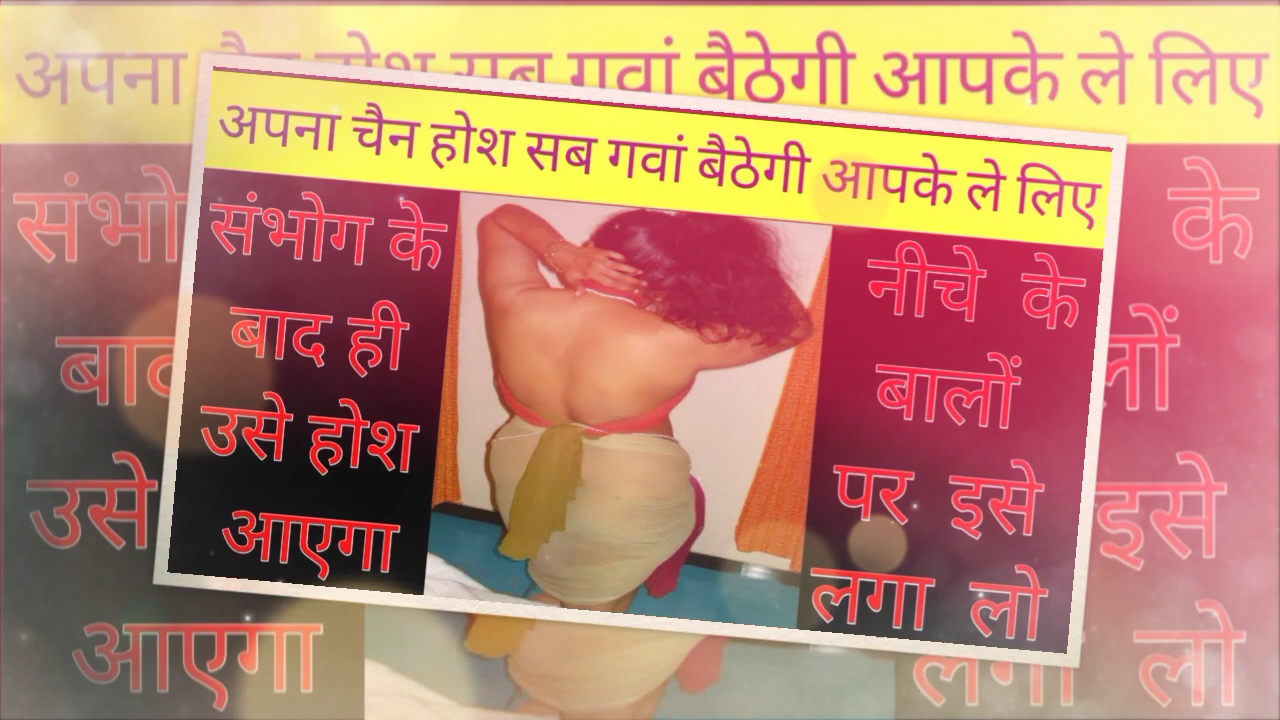 अपना चैन होश सब गवां बैठेगी आपके ले लिए
संभोग के
बाद ही
उसे होश
आएगा
नीचे के
बालों
पर इसे
लगा लो